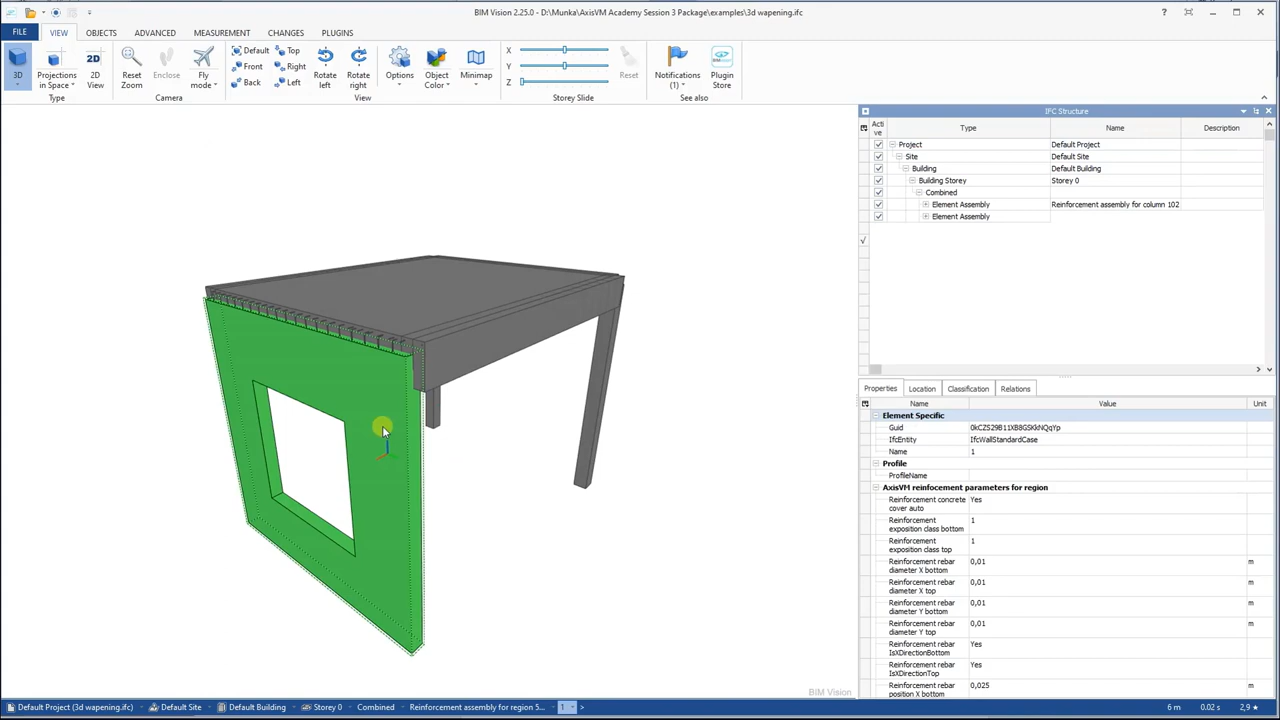 BIM Vision 2.25.0 - D:\Munka\AxisVM Academy Session 3 Package\examples\3d wapening.ifc
FILE VIEW OBJECTS ADVANCED MEASUREMENT CHANGES PLUGINS
3D
Projections in Space
2D View
Type
Reset Zoom
Enclose
Fly mode
Camera
Default Top
Front Right
Back Left
Rotate left
Rotate right
View
Options
Object Color
Minimap
X
Y
Z
Reset
Storey Slide
Notifications (1)
Plugin Store
See also
IFC Structure
Active Type Name Description
Project Default Project
Site Default Site
Building Default Building
Building Storey Storey 0
Combined
Element Assembly Reinforcement assembly for column 102
Element Assembly
Properties Location Classification Relations
Name Value Unit
Element Specific
Guid 0kCZS29B11XB8GSKkNQqYp
IfcEntity IfcWallStandardCase
Name 1
Profile
ProfileName
AxisVM reinfocement parameters for region
Reinforcement concrete cover auto Yes
Reinforcement exposition class bottom 1
Reinforcement exposition class top 1
Reinforcement rebar diameter X bottom 0,01 m
Reinforcement rebar diameter X top 0,01 m
Reinforcement rebar diameter Y bottom 0,01 m
Reinforcement rebar diameter Y top 0,01 m
Reinforcement rebar IsXDirectionBottom Yes
Reinforcement rebar IsXDirectionTop Yes
Reinforcement rebar position X bottom 0,025 m
BIM Vision
Default Project (3d wapening.ifc) Default Site Default Building Storey 0 Combined Reinforcement assembly for region 5... 1 > 6 m 0.02 s 2,9